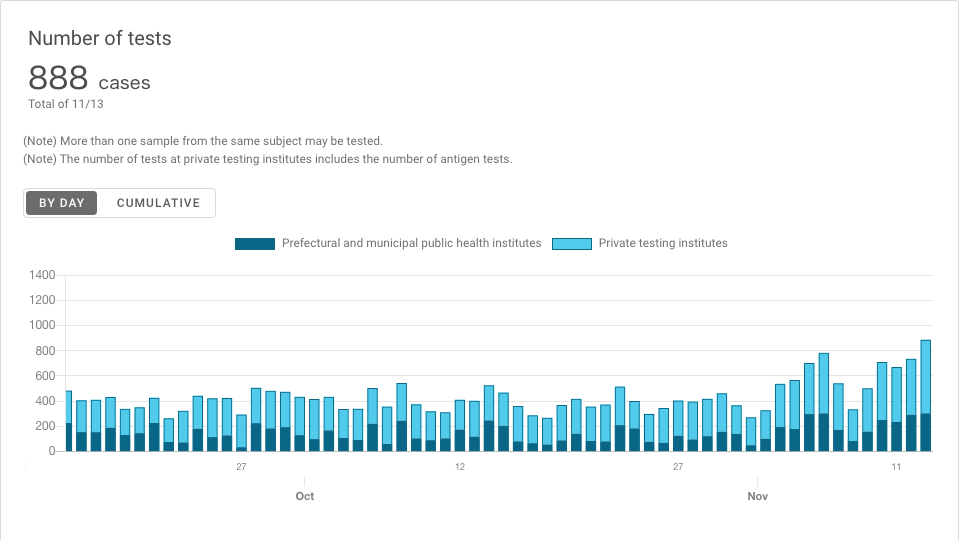 Number of tests
888 cases
Total of 11/13
(Note) More than one sample from the same subject may be tested.
(Note) The number of tests at private testing institutes includes the number of antigen tests.
BY DAY CUMULATIVE
Prefectural and municipal public health institutes Private testing institutes
1400
1200
1000
800
600
400
200
0
27 12 27 11
Oct Nov